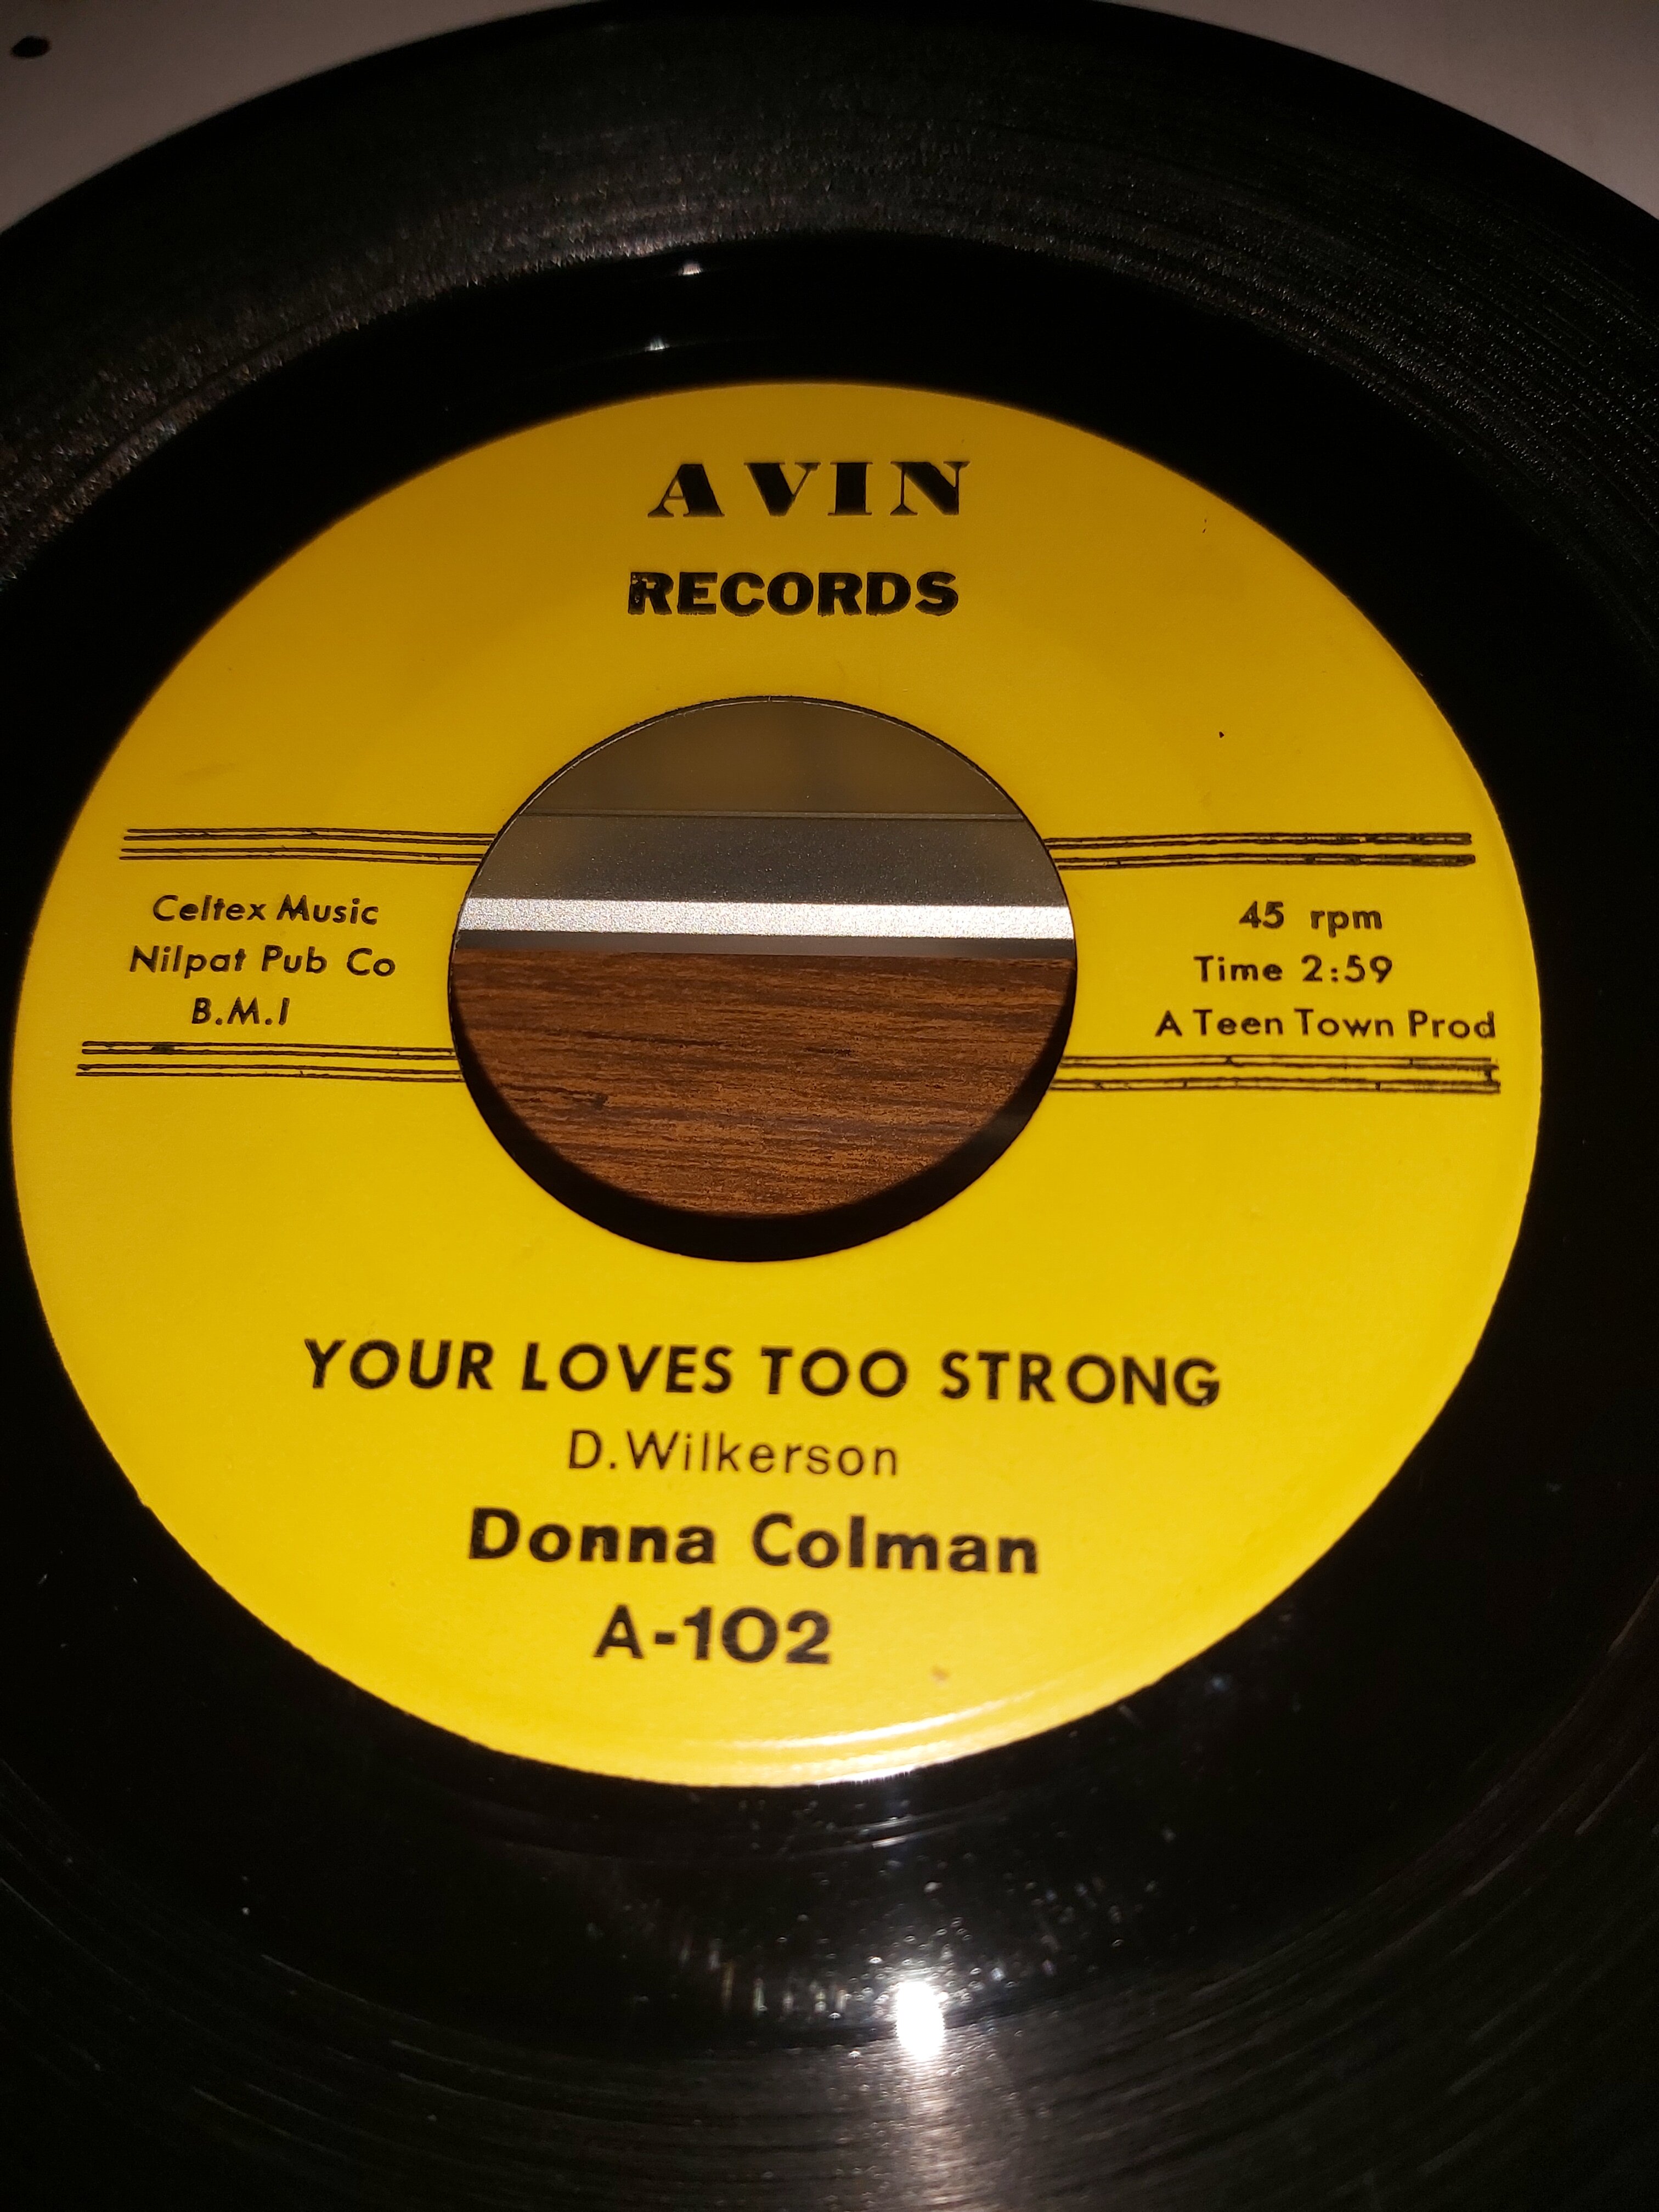 AVIN
RECORDS
Celtex Music
Nilpat Pub Co
B.M.I
45 rpm
Time 2:59
A Teen Town Prod
YOUR LOVES TOO STRONG
D.Wilkerson
Donna Colman
A-102